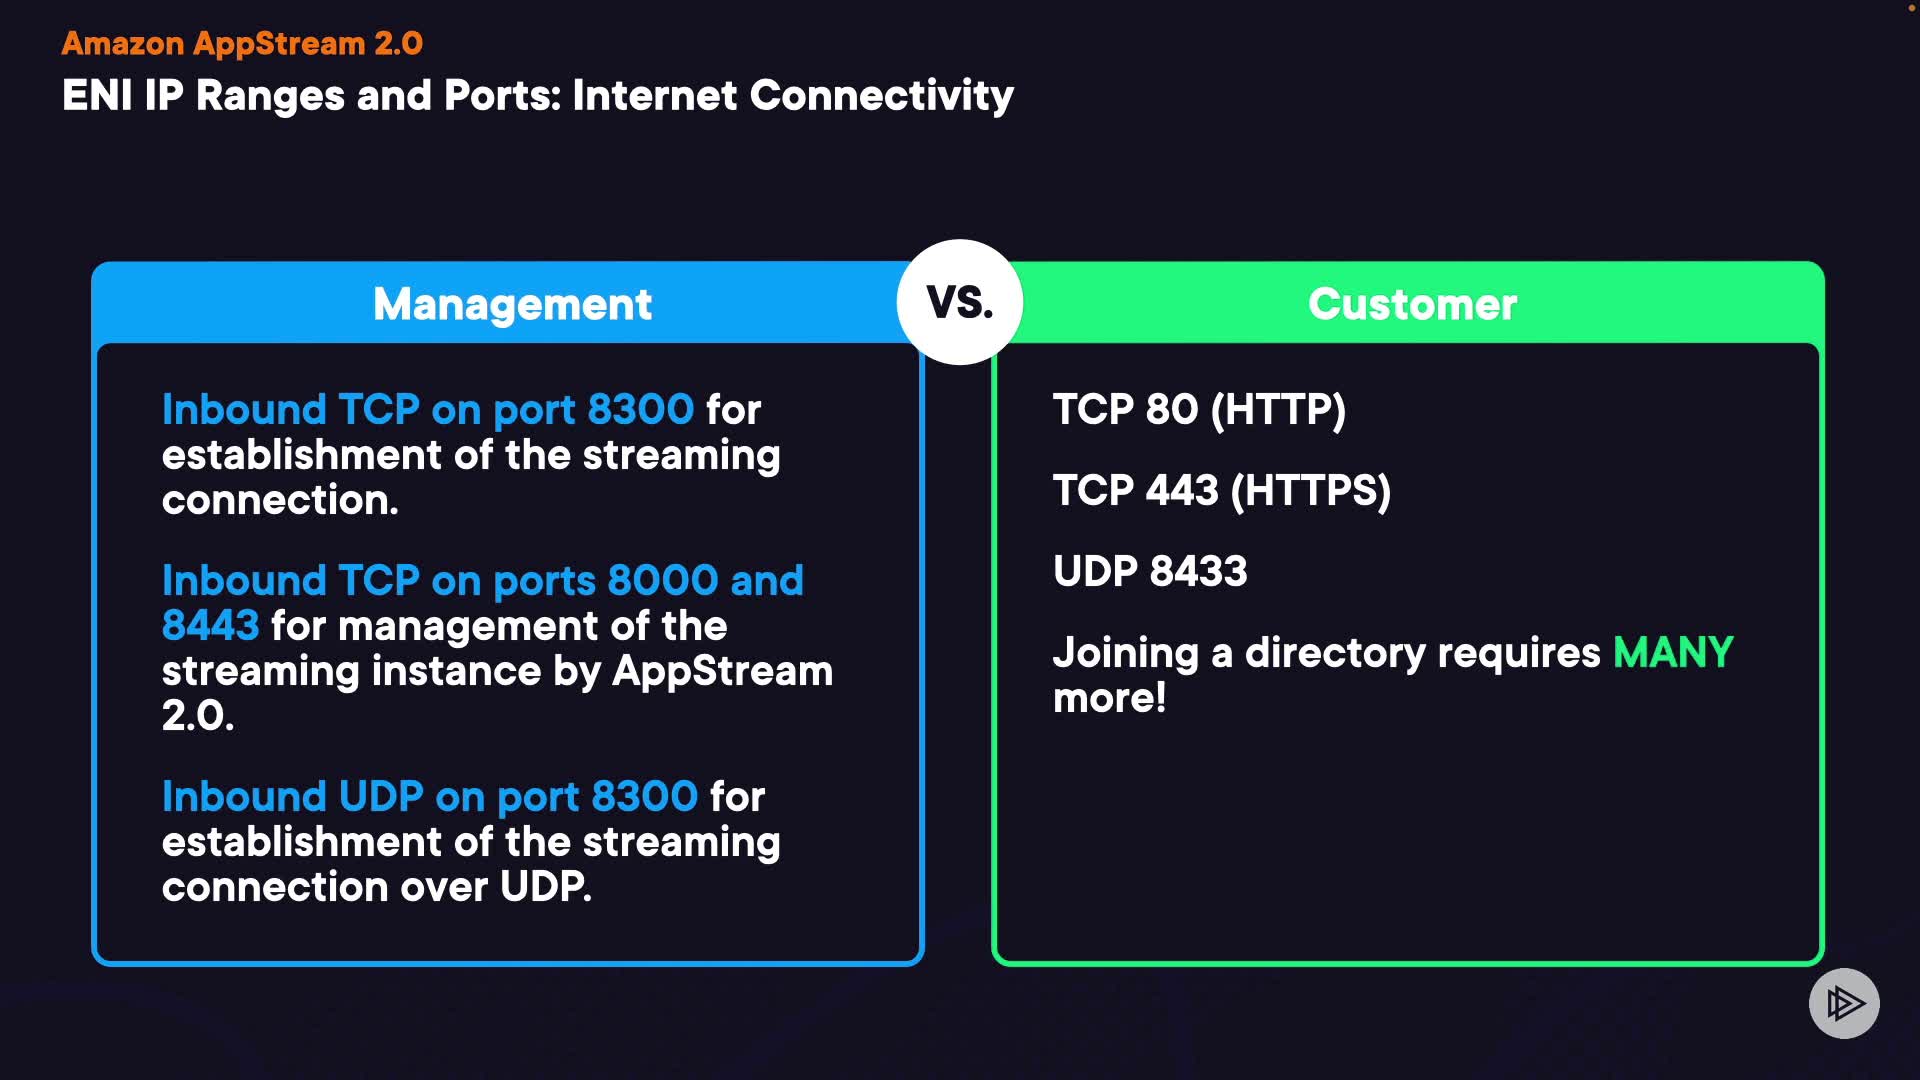 Amazon AppStream 2.0
ENI IP Ranges and Ports: Internet Connectivity
Management
VS.
Customer
Inbound TCP on port 8300 for
establishment of the streaming
connection.
Inbound TCP on ports 8000 and
8443 for management of the
streaming instance by AppStream
2.0.
Inbound UDP on port 8300 for
establishment of the streaming
connection over UDP.
TCP 80 (HTTP)
TCP 443 (HTTPS)
UDP 8433
Joining a directory requires MANY
more!